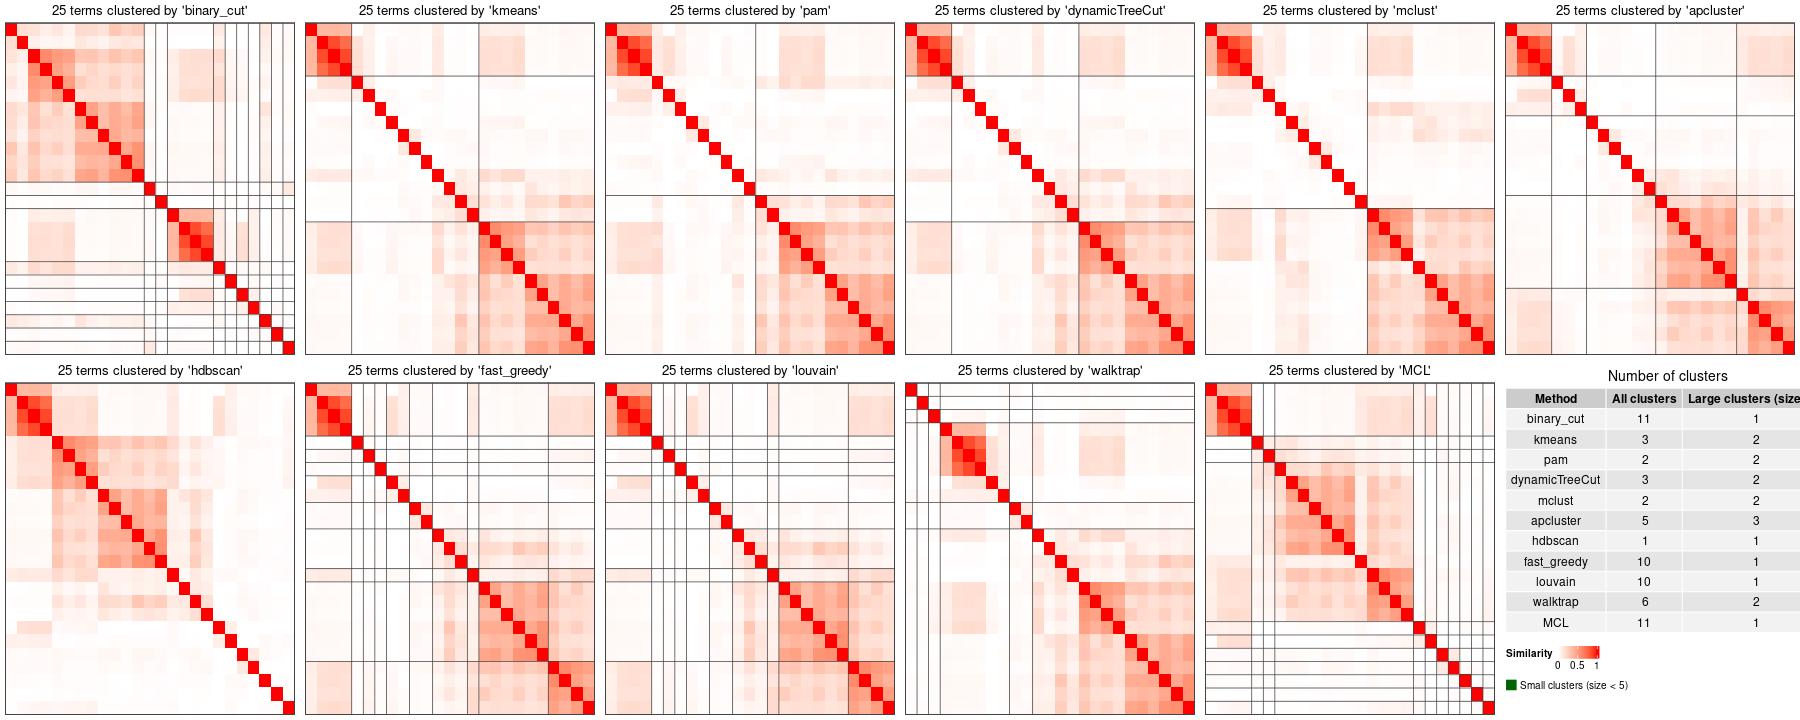 25 terms clustered by 'binary_cut'
25 terms clustered by 'kmeans'
25 terms clustered by 'pam'
25 terms clustered by 'dynamicTreeCut'
25 terms clustered by 'mclust'
25 terms clustered by 'apcluster'
25 terms clustered by 'hdbscan'
25 terms clustered by 'fast_greedy'
25 terms clustered by 'louvain'
25 terms clustered by 'walktrap'
25 terms clustered by 'MCL'
Number of clusters
Method All clusters Large clusters (size
binary_cut 11 1
kmeans 3 2
pam 2 2
dynamicTreeCut 3 2
mclust 2 2
apcluster 5 3
hdbscan 1 1
fast_greedy 10 1
louvain 10 1
walktrap 6 2
MCL 11 1
Similarity
0 0.5 1
Small clusters (size < 5)